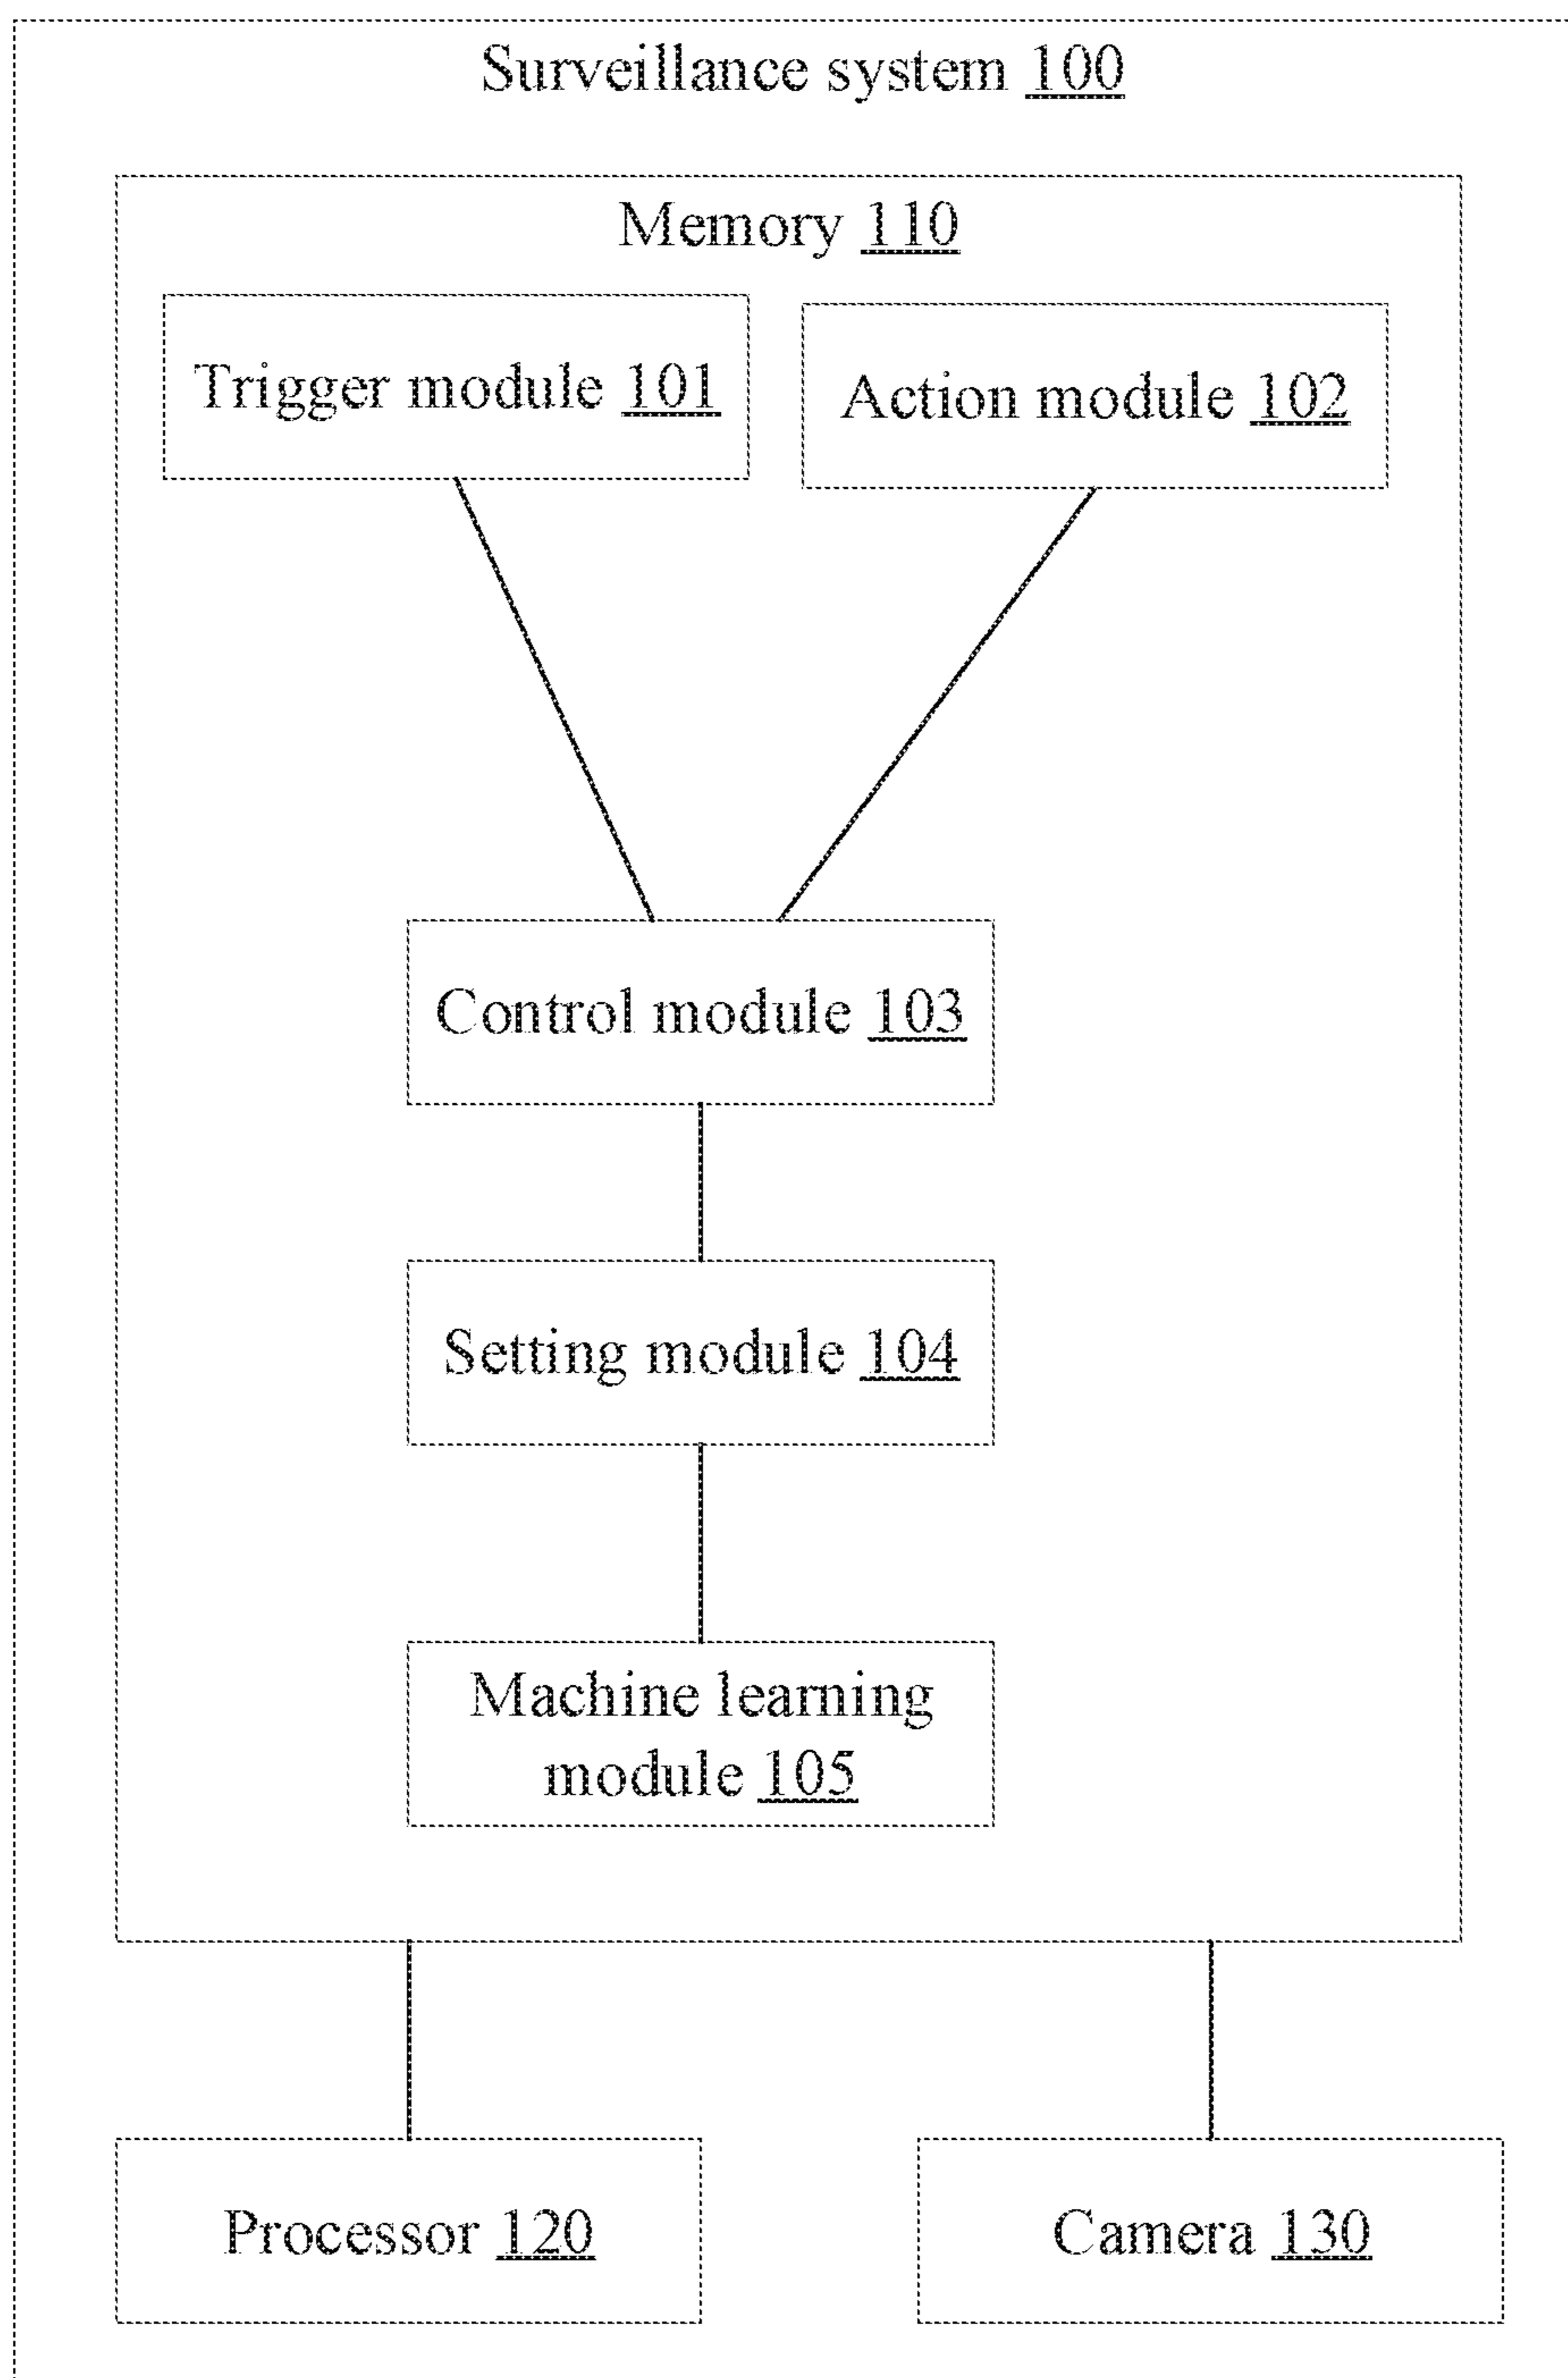 Surveillance system 100
Memory 110
Trigger module 101
Action module 102
Control module 103
Setting module 104
Machine learning
module 105
Processor 120
Camera 130